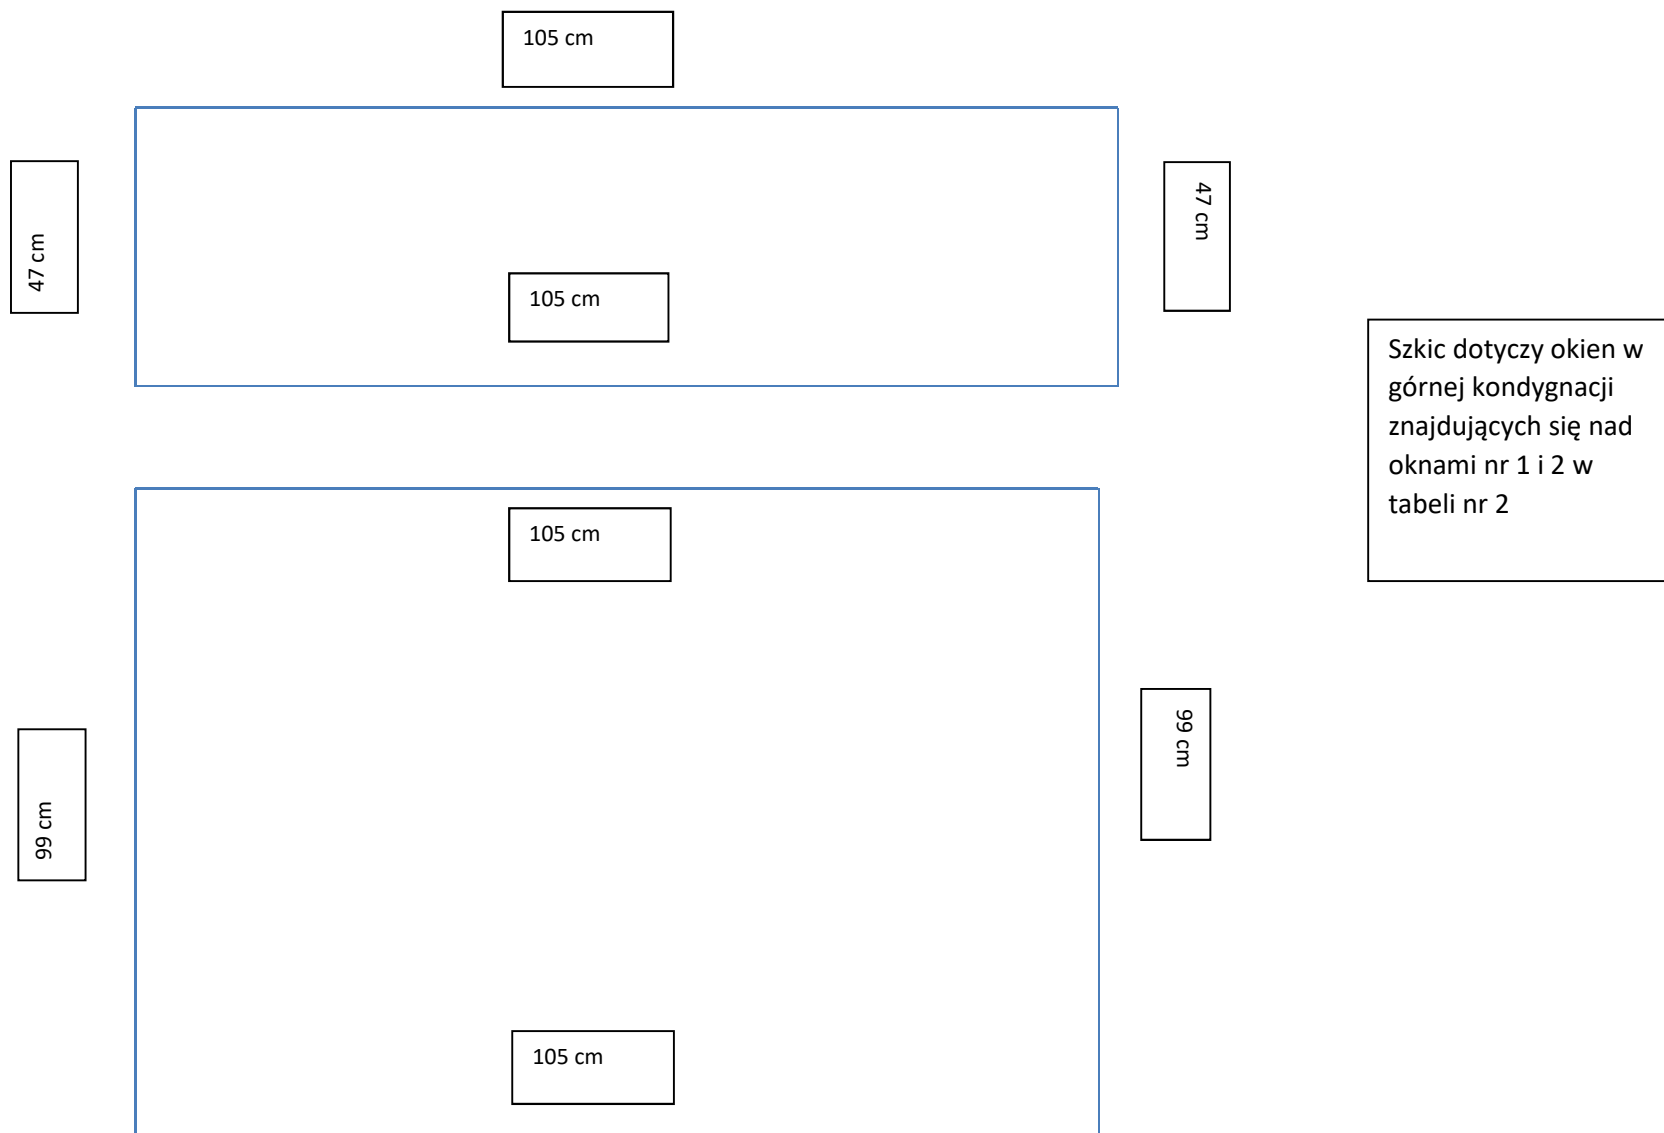 105 cm
47 cm
47 cm
105 cm
Szkic dotyczy okien w
górnej kondygnacji
znajdujących się nad
oknami nr 1 i 2 w
tabeli nr 2
105 cm
99 cm
99 cm
105 cm